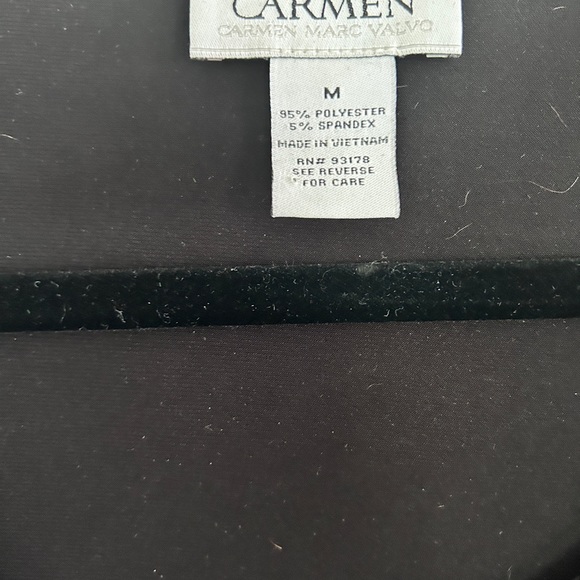 CARMEN
CARMEN MARC VALVO
M
95% POLYESTER
5% SPANDEX
MADE IN VIETNAM
RN# 93178
SEE REVERSE
FOR CARE